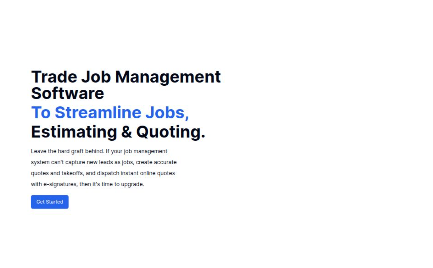 Trade Job Management
Software
To Streamline Jobs,
Estimating & Quoting.
Leave the hard graft behind. If your job management
system can't capture new leads as jobs, create accurate
quotes and takeoffs, and dispatch instant online quotes
with e-signatures, then it's time to upgrade.
Get Started